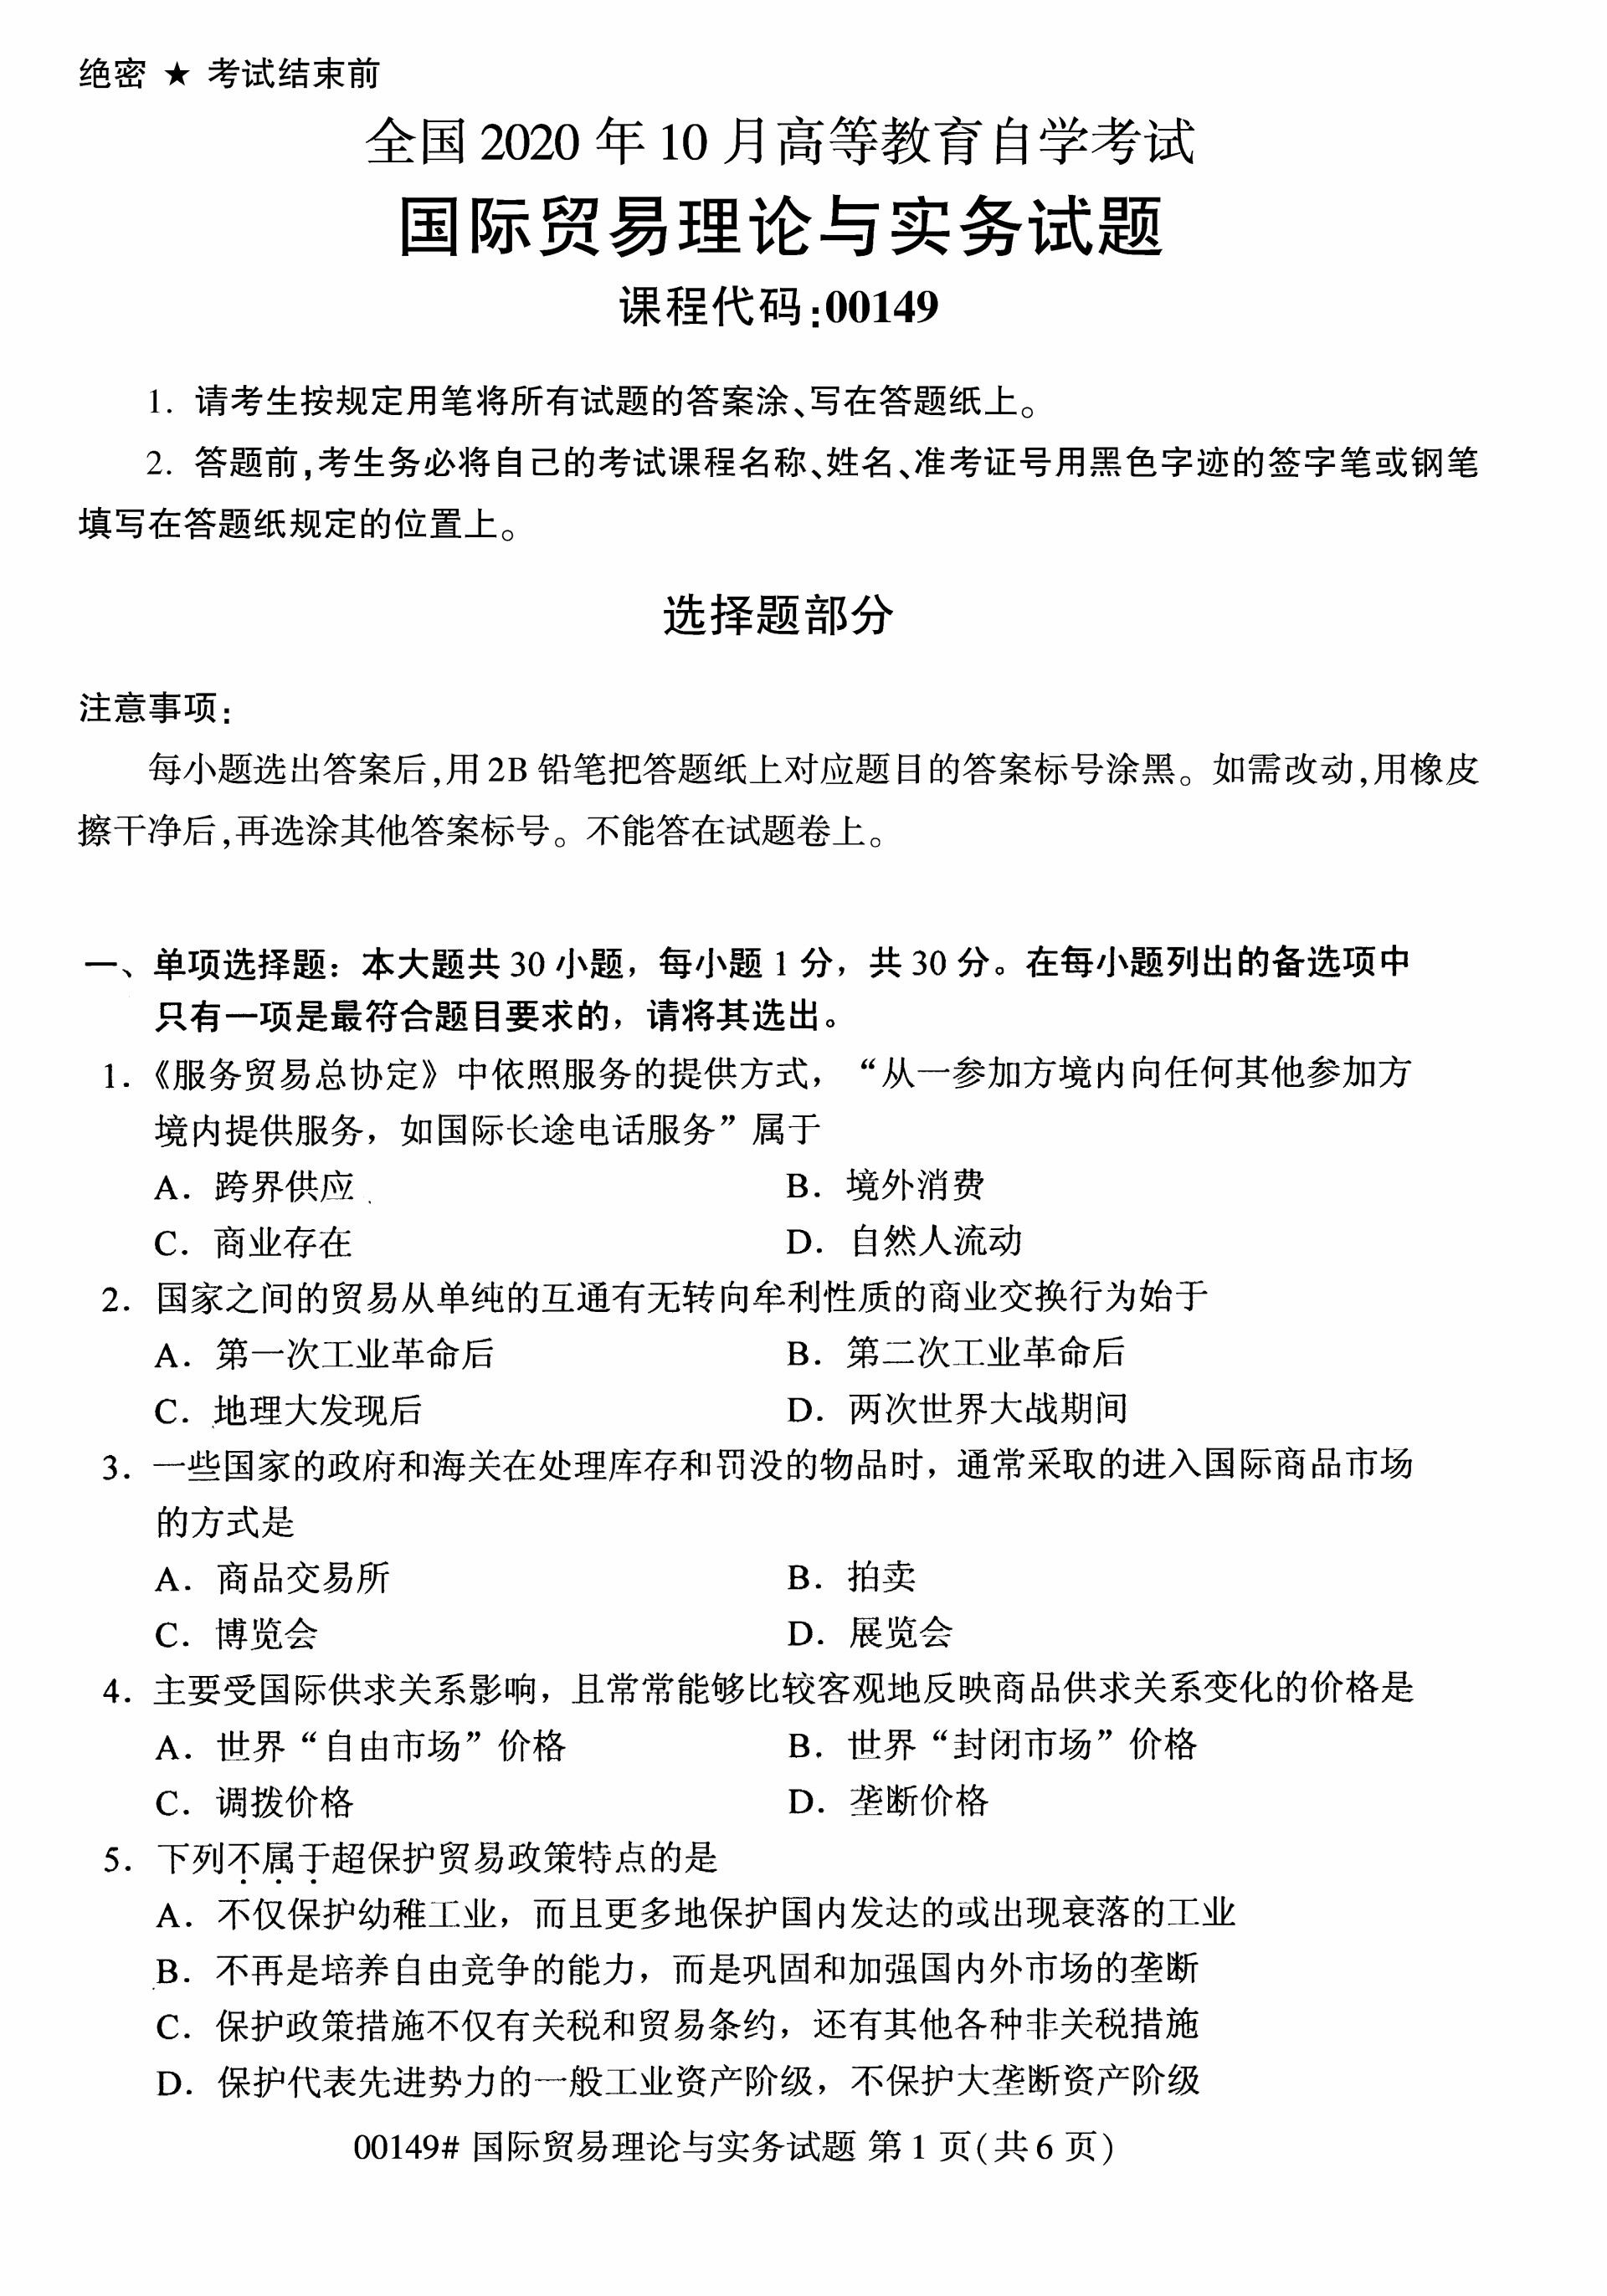 绝密 ★ 考试结束前
全国 2020 年 10 月高等教育自学考试
国际贸易理论与实务试题
课程代码:00149
1. 请考生按规定用笔将所有试题的答案涂、写在答题纸上。
2. 答题前,考生务必将自己的考试课程名称、姓名、准考证号用黑色字迹的签字笔或钢笔
填写在答题纸规定的位置上。
选择题部分
注意事项:
每小题选出答案后,用 2B 铅笔把答题纸上对应题目的答案标号涂黑。如需改动,用橡皮
擦干净后,再选涂其他答案标号。不能答在试题卷上。
一、单项选择题：本大题共 30 小题，每小题 1 分，共 30 分。在每小题列出的备选项中
只有一项是最符合题目要求的，请将其选出。
1.《服务贸易总协定》中依照服务的提供方式，“从一参加方境内向任何其他参加方
境内提供服务，如国际长途电话服务”属于
A. 跨界供应 B. 境外消费
C. 商业存在 D. 自然人流动
2. 国家之间的贸易从单纯的互通有无转向牟利性质的商业交换行为始于
A. 第一次工业革命后 B. 第二次工业革命后
C. 地理大发现后 D. 两次世界大战期间
3. 一些国家的政府和海关在处理库存和罚没的物品时，通常采取的进入国际商品市场
的方式是
A. 商品交易所 B. 拍卖
C. 博览会 D. 展览会
4. 主要受国际供求关系影响，且常常能够比较客观地反映商品供求关系变化的价格是
A. 世界“自由市场”价格 B. 世界“封闭市场”价格
C. 调拨价格 D. 垄断价格
5. 下列不属于超保护贸易政策特点的是
A. 不仅保护幼稚工业，而且更多地保护国内发达的或出现衰落的工业
B. 不再是培养自由竞争的能力，而是巩固和加强国内外市场的垄断
C. 保护政策措施不仅有关税和贸易条约，还有其他各种非关税措施
D. 保护代表先进势力的一般工业资产阶级，不保护大垄断资产阶级
00149# 国际贸易理论与实务试题 第 1 页(共 6 页)